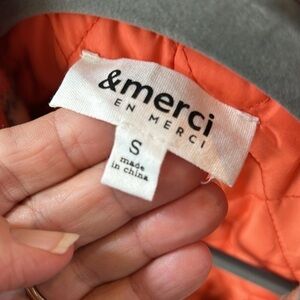 &merci
EN MERCI
S
made
in china